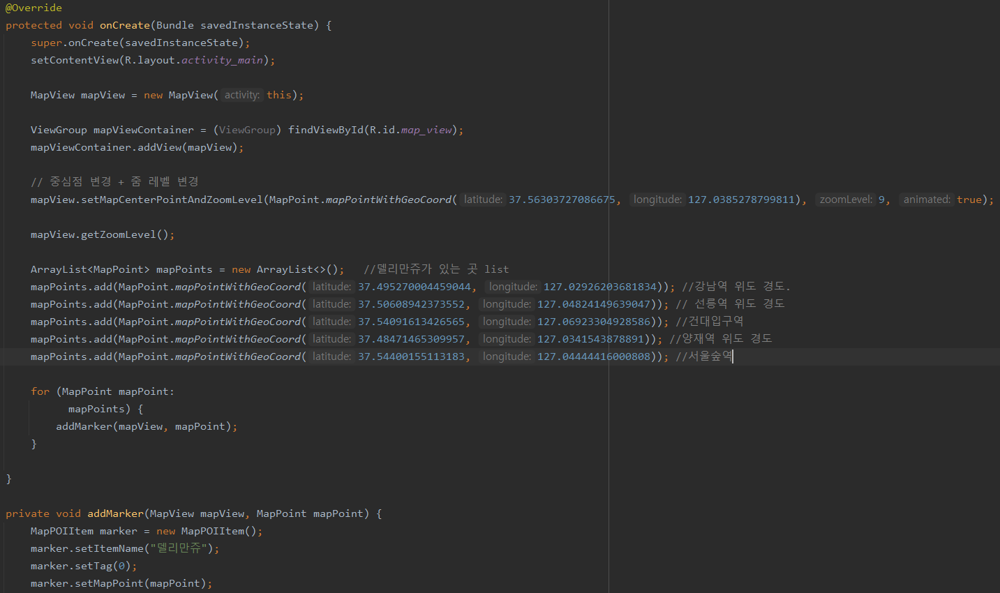 @Override
protected void onCreate(Bundle savedInstanceState) {
super.onCreate(savedInstanceState);
setContentView(R.layout.activity_main);
MapView mapView = new MapView( activity: this);
ViewGroup mapViewContainer = (ViewGroup) findViewById(R.id.map_view);
mapViewContainer.addView(mapView);
// 중심점 변경 + 줌 레벨 변경
mapView.setMapCenterPointAndZoomLevel(MapPoint.mapPointWithGeoCoord( latitude: 37.56303727086675, longitude: 127.0385278799811), zoomLevel: 9, animated: true);
mapView.getZoomLevel();
ArrayList<MapPoint> mapPoints = new ArrayList<>(); //델리만쥬가 있는 곳 list
mapPoints.add(MapPoint.mapPointWithGeoCoord( latitude: 37.495270004459044, longitude: 127.02926203681834)); //강남역 위도 경도.
mapPoints.add(MapPoint.mapPointWithGeoCoord( latitude: 37.50608942373552, longitude: 127.04824149639047)); // 선릉역 위도 경도
mapPoints.add(MapPoint.mapPointWithGeoCoord( latitude: 37.54091613426565, longitude: 127.06923304928586)); //건대입구역
mapPoints.add(MapPoint.mapPointWithGeoCoord( latitude: 37.48471465309957, longitude: 127.0341543878891)); //양재역 위도 경도
mapPoints.add(MapPoint.mapPointWithGeoCoord( latitude: 37.54400155113183, longitude: 127.04444416000808)); //서울숲역
for (MapPoint mapPoint:
mapPoints) {
addMarker(mapView, mapPoint);
}
}
private void addMarker(MapView mapView, MapPoint mapPoint) {
MapPOIItem marker = new MapPOIItem();
marker.setItemName("델리만쥬");
marker.setTag(0);
marker.setMapPoint(mapPoint);